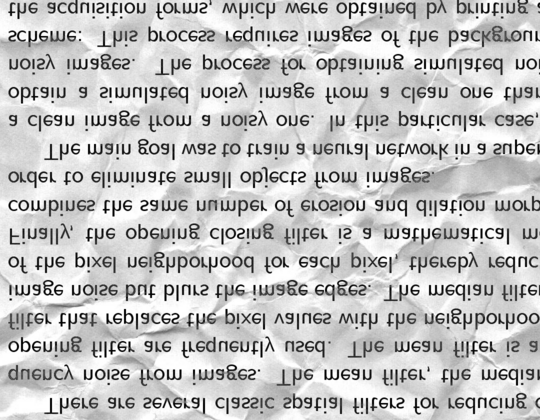 There are several classic spatial filters for reducing o
quency noise from images. The mean filter, the median
opening filter are frequently used. The mean filter is a
filter that replaces the pixel values with the neighborhoo
image noise but blurs the image edges. The median filter
of the pixel neighborhood for each pixel, thereby reduc
Finally, the opening closing filter is a mathematical m
combines the same number of erosion and dilation morp
order to eliminate small objects from images.
The main goal was to train a neural network in a super
a clean image from a noisy one. In this particular case,
obtain a simulated noisy image from a clean one than
noisy images. The process for obtaining simulated noi
scheme: This process requires images of the backgroun
the acquisition forms, which were obtained by printing a